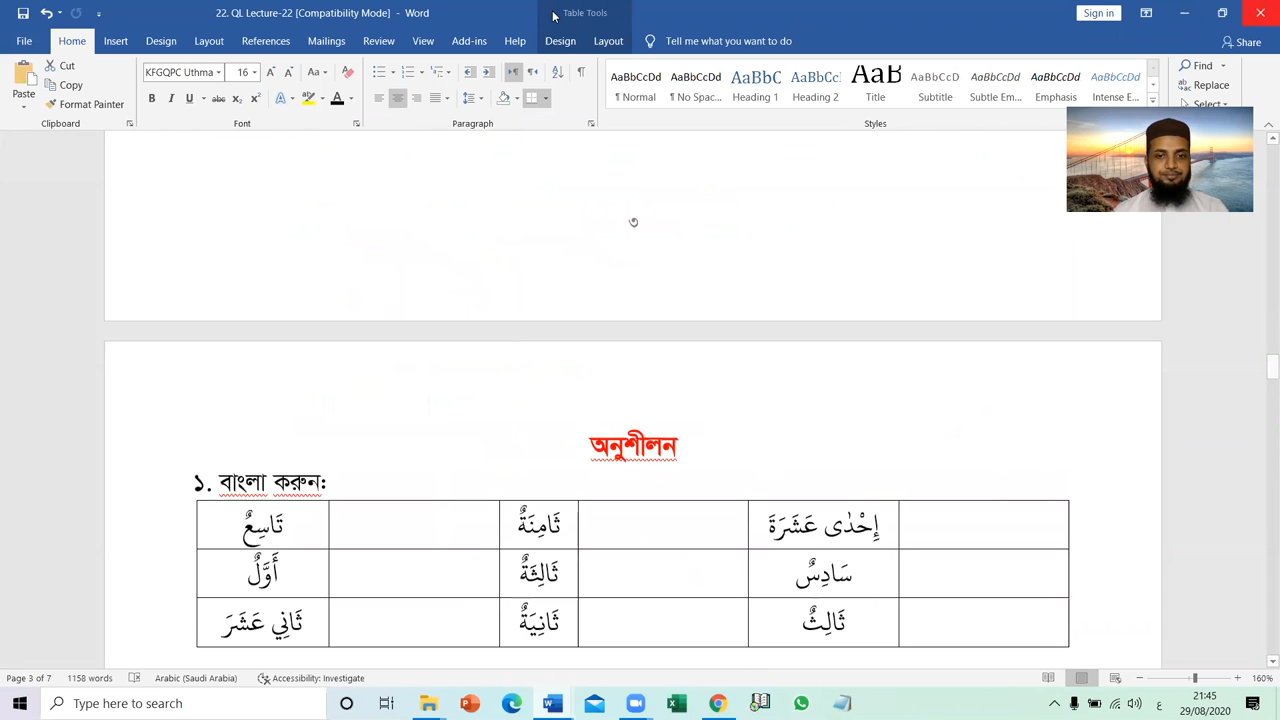 22. QL Lecture-22 [Compatibility Mode] - Word
Table Tools
Sign in
File Home Insert Design Layout References Mailings Review View Add-ins Help Design Layout Tell me what you want to do Share
Paste
Cut
Copy
Format Painter
Clipboard
KFGQPC Uthma 16
Font
Paragraph
AaBbCcDd AaBbCcDd AaBbC AaBbCc AaB AaBbCcD AaBbCcDd AaBbCcDd AaBbCcDd
¶ Normal ¶ No Spac... Heading 1 Heading 2 Title Subtitle Subtle Em... Emphasis Intense E...
Styles
Find
Replace
Select
৩
অনুশীলন
১. বাংলা করুন:
تَاسِعٌ ثَامِنَةٌ إِحْدٰى عَشَرَةَ
أَوَّلٌ ثَالِثَةٌ سَادِسٌ
ثَانِي عَشَرَ ثَانِيَةٌ ثَالِثٌ
Page 3 of 7 1158 words Arabic (Saudi Arabia) Accessibility: Investigate 160%
Type here to search
ع
21:45
29/08/2020